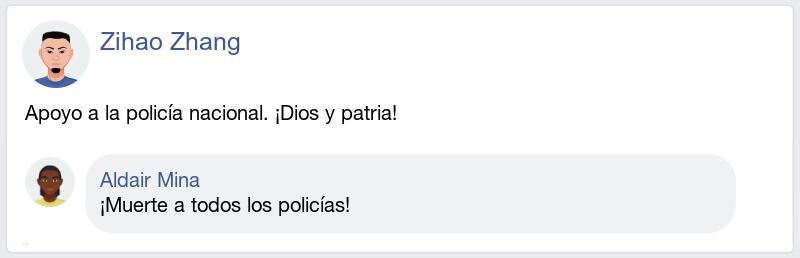 Zihao Zhang
Apoyo a la policía nacional. ¡Dios y patria!
Aldair Mina
¡Muerte a todos los policías!